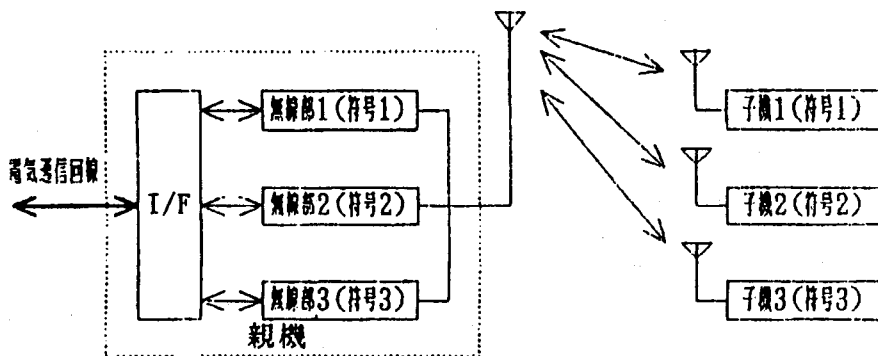 無線部1(符号1)
子機1(符号1)
電気通信回線
I/F
無線部2(符号2)
子機2(符号2)
無線部3(符号3)
子機3(符号3)
親機